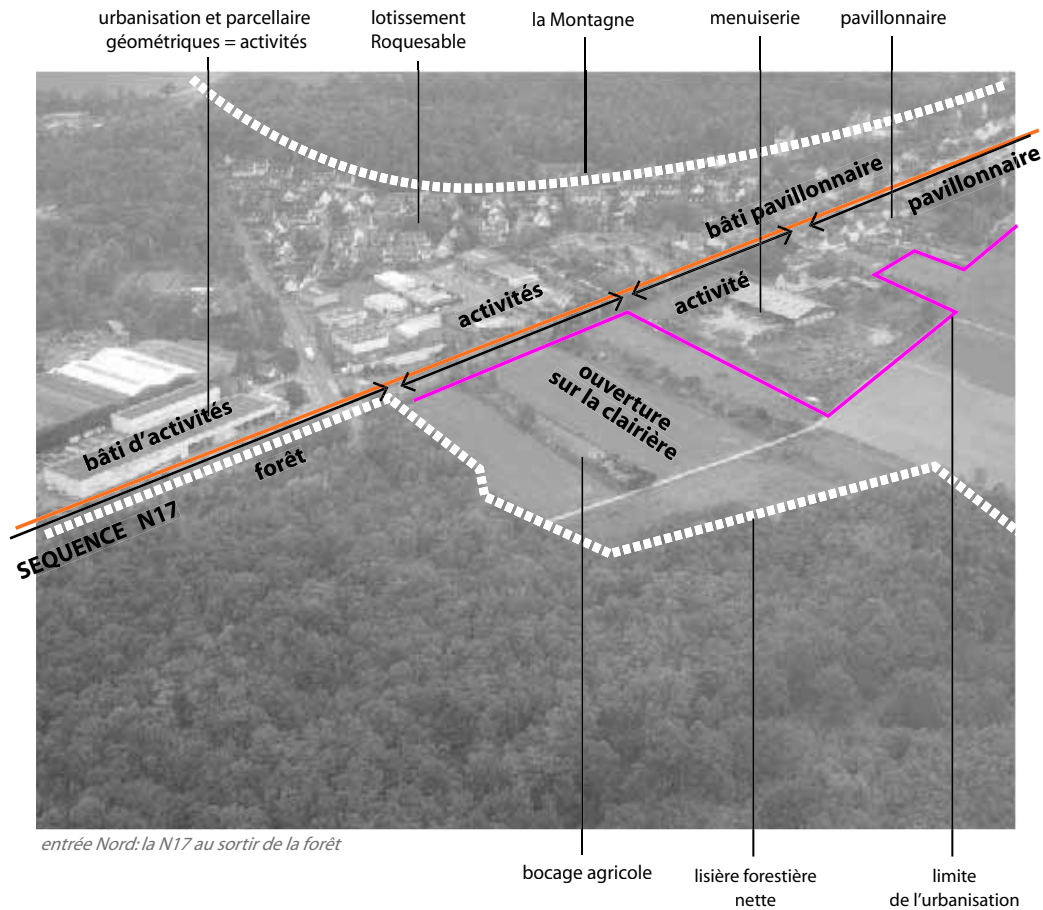 urbanisation et parcellaire
géométriques = activités
lotissement
Roquesable
la Montagne
menuiserie
pavillonnaire
bâti pavillonnaire
pavillonnaire
activités
activité
ouverture
sur la clairière
bâti d'activités
forêt
SEQUENCE N17
entrée Nord: la N17 au sortir de la forêt
bocage agricole
lisière forestière
nette
limite
de l'urbanisation